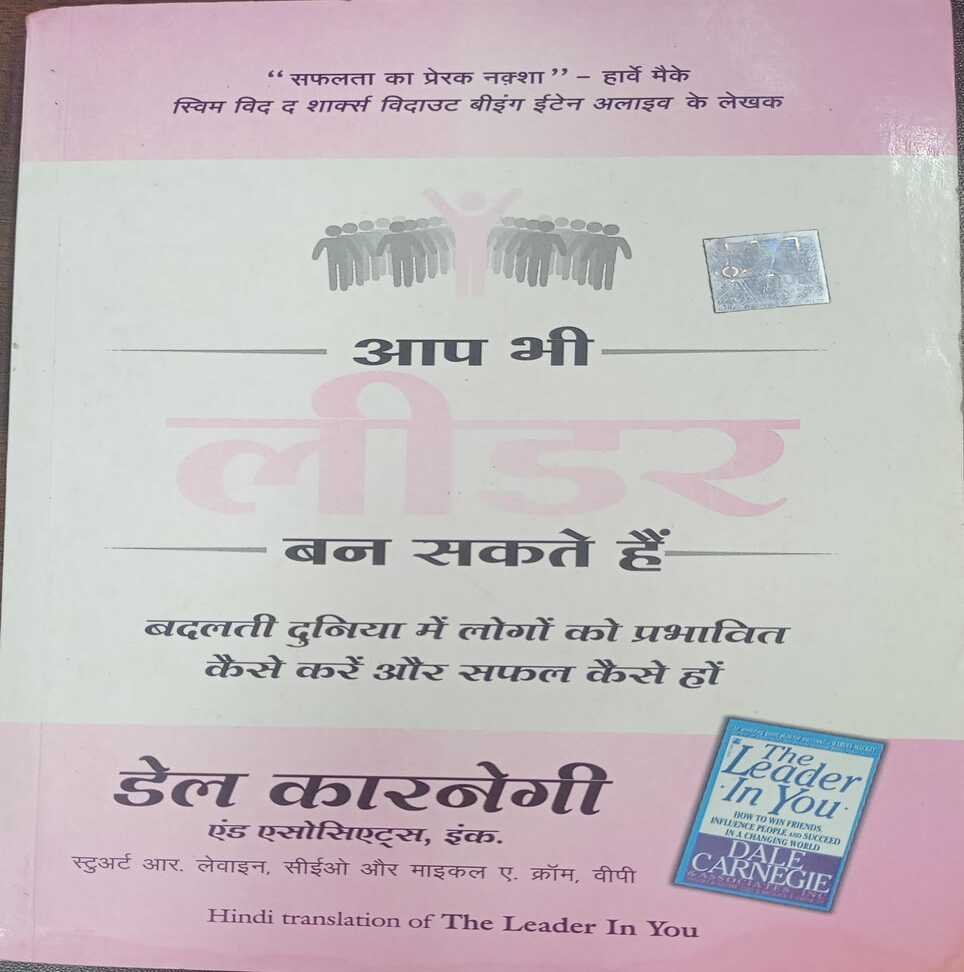 “ सफलता का प्रेरक नक़्शा ” – हार्वे मैके
स्विम विद द शार्क्स विदाउट बीइंग ईटेन अलाइव के लेखक
आप भी
लीडर
बन सकते हैं
बदलती दुनिया में लोगों को प्रभावित
कैसे करें और सफल कैसे हों
डेल कारनेगी
एंड एसोसिएट्स, इंक.
स्टुअर्ट आर. लेवाइन, सीईओ और माइकल ए. क्रॉम, वीपी
Hindi translation of The Leader In You
The
Leader
In You
HOW TO WIN FRIENDS,
INFLUENCE PEOPLE AND SUCCEED
IN A CHANGING WORLD
DALE
CARNEGIE
& ASSOCIATES, INC.